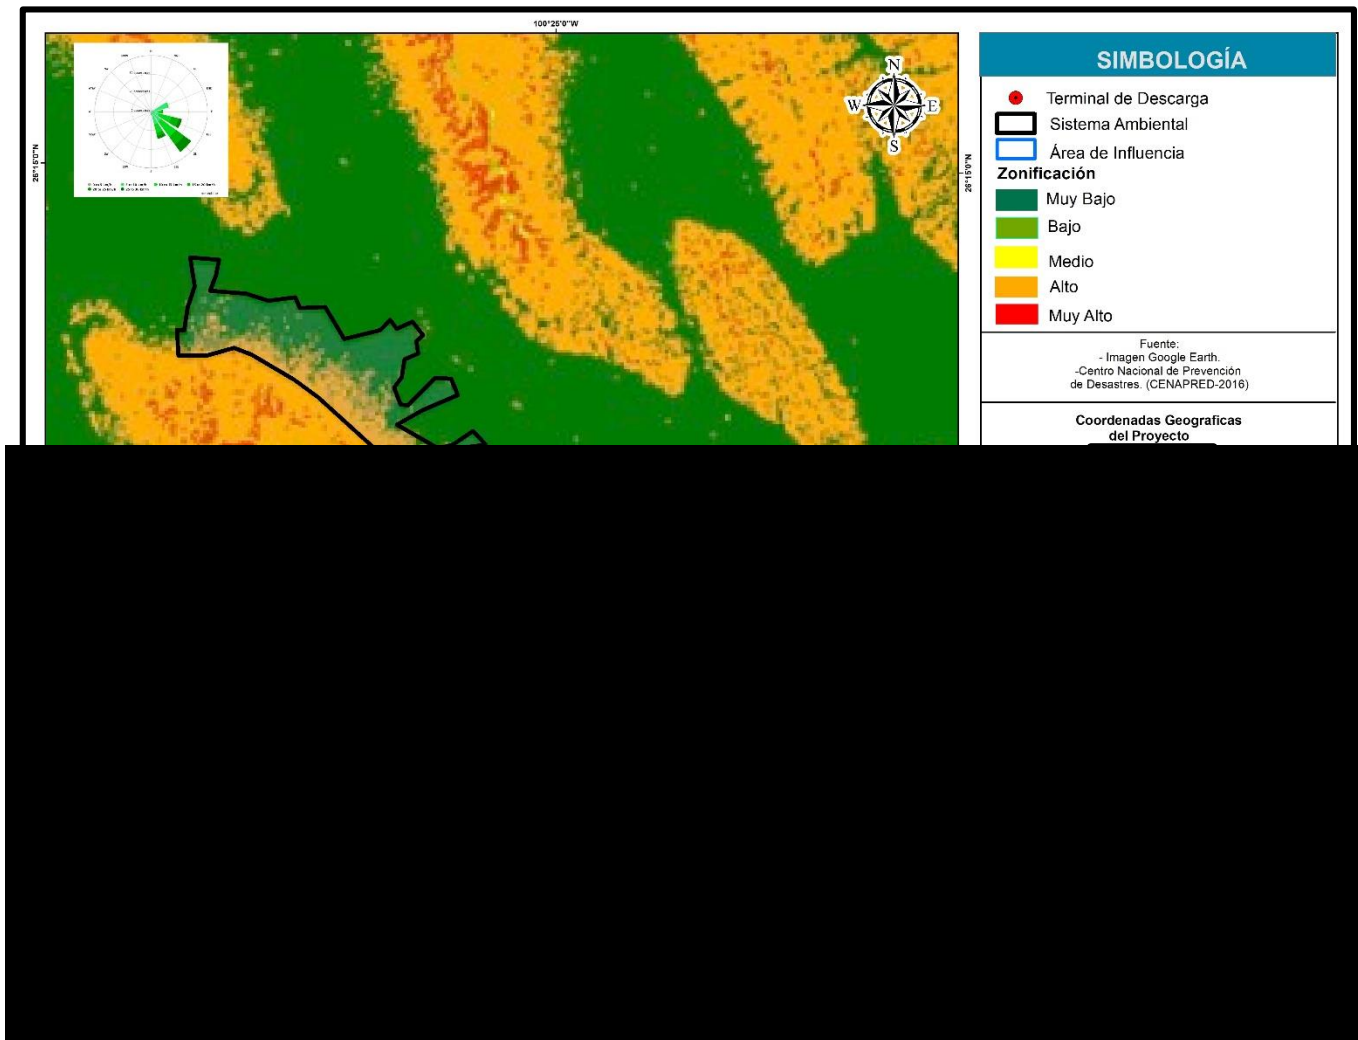 100°25'0"W
SIMBOLOGÍA
N
W E
S
26°15'0"N
26°15'0"N
Terminal de Descarga
Sistema Ambiental
Área de Influencia
Zonificación
Muy Bajo
Bajo
Medio
Alto
Muy Alto
Fuente:
- Imagen Google Earth.
-Centro Nacional de Prevención
de Desastres. (CENAPRED-2016)
Coordenadas Geograficas
del Proyecto